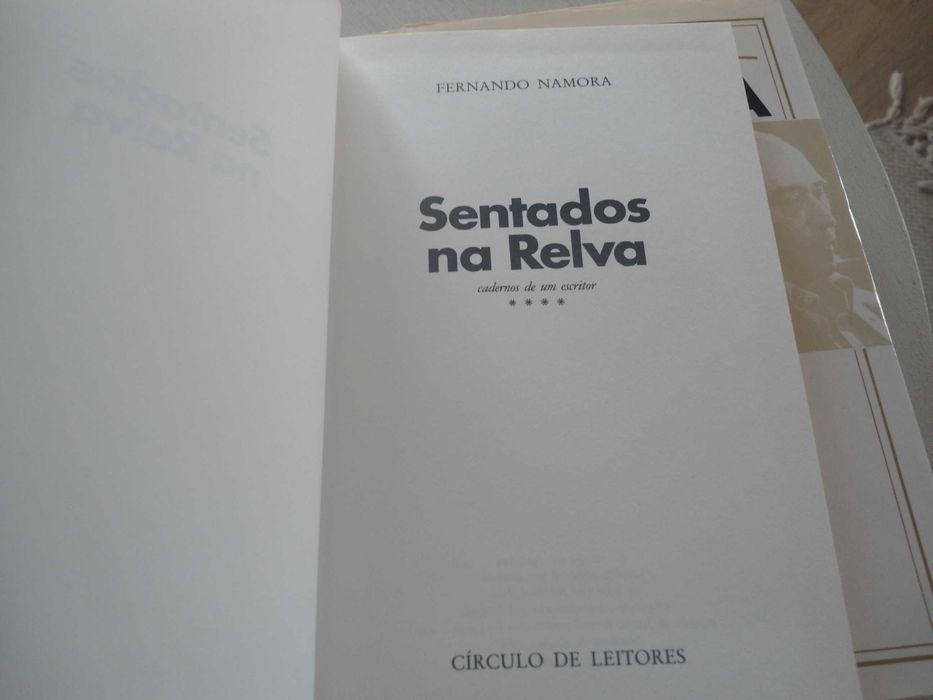 FERNANDO NAMORA
Sentados
na Relva
cadernos de um escritor
****
CÍRCULO DE LEITORES
A